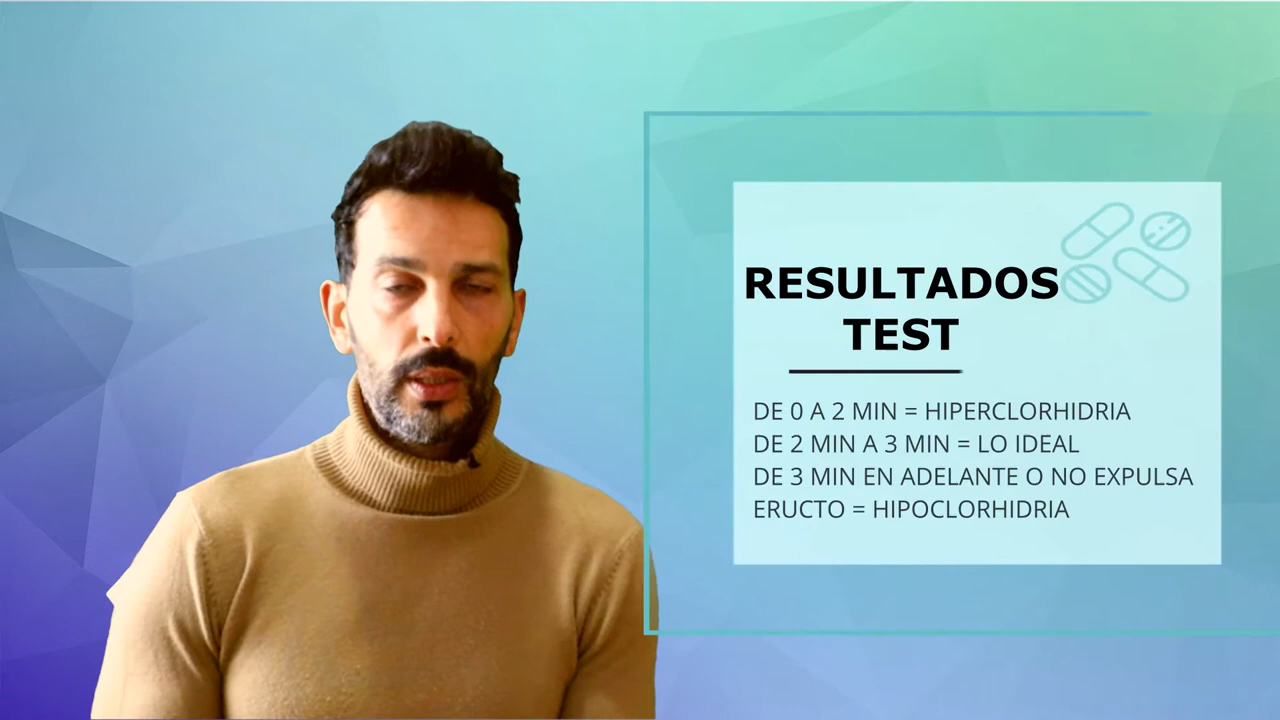 RESULTADOS
TEST
DE 0 A 2 MIN = HIPERCLORHIDRIA
DE 2 MIN A 3 MIN = LO IDEAL
DE 3 MIN EN ADELANTE O NO EXPULSA
ERUCTO = HIPOCLORHIDRIA